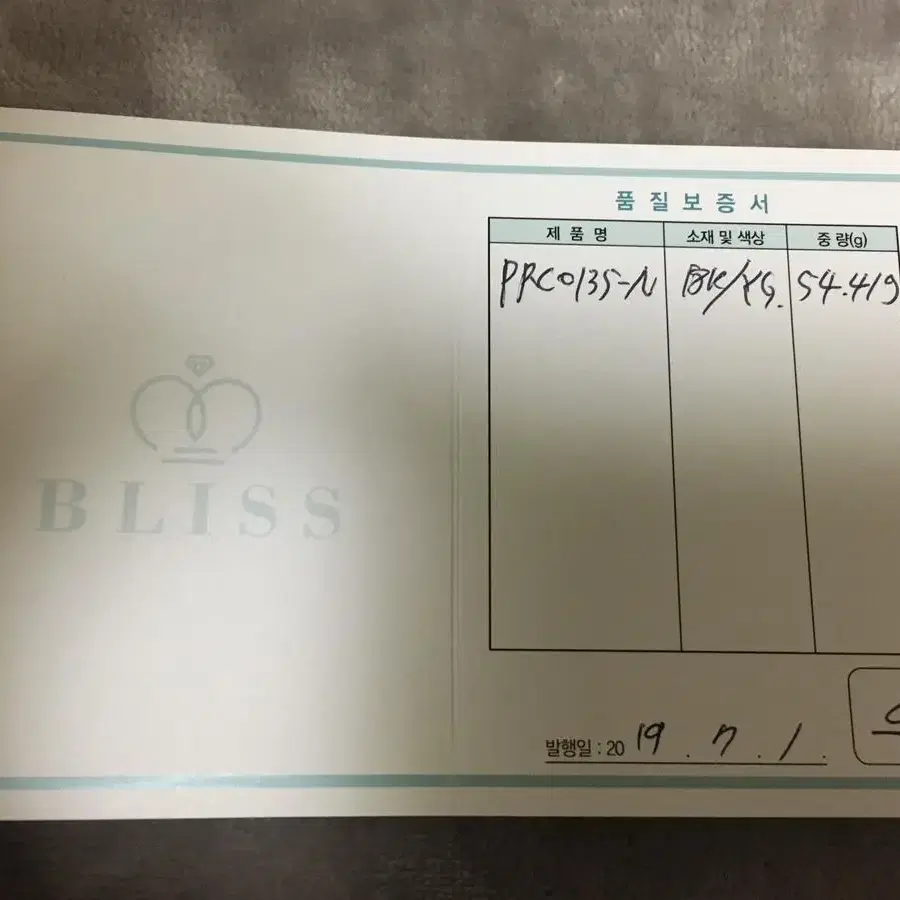 품질보증서
제품명 소재 및 색상 중량(g)
PRC0135-N BK/YG. 54.41g
BLISS
발행일 : 2019. 7. 1.